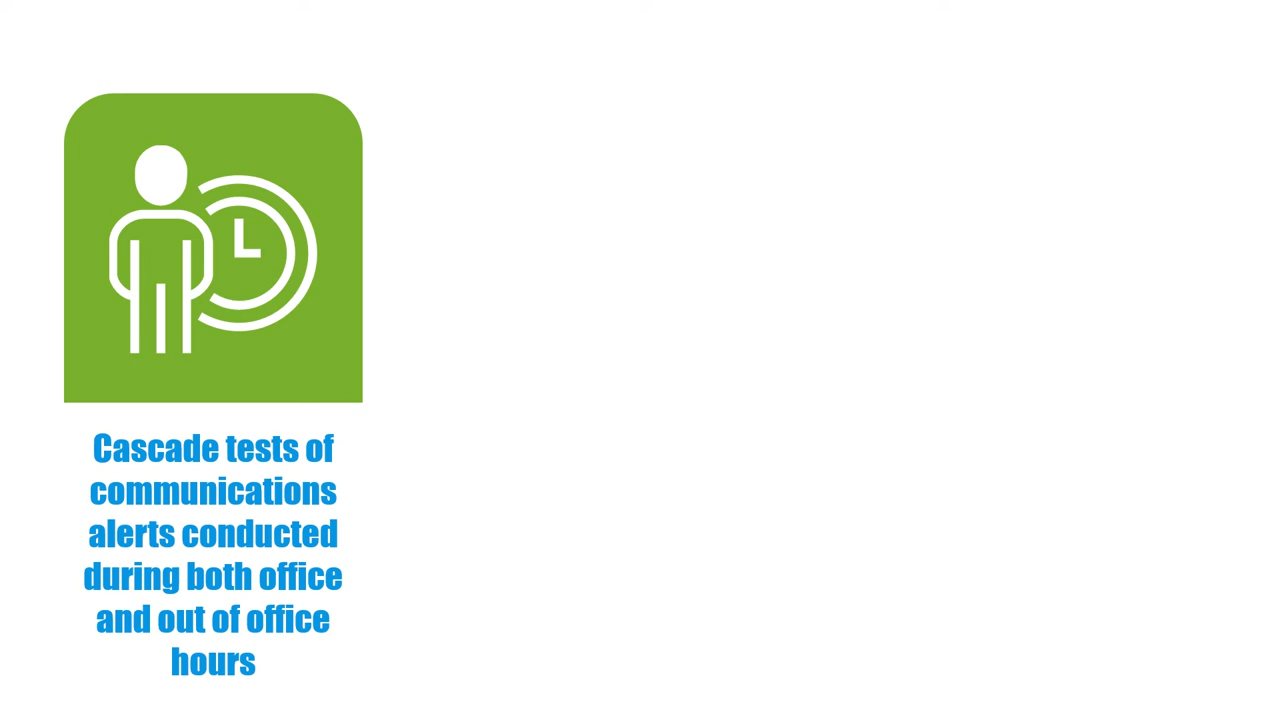 Cascade tests of
communications
alerts conducted
during both office
and out of office
hours